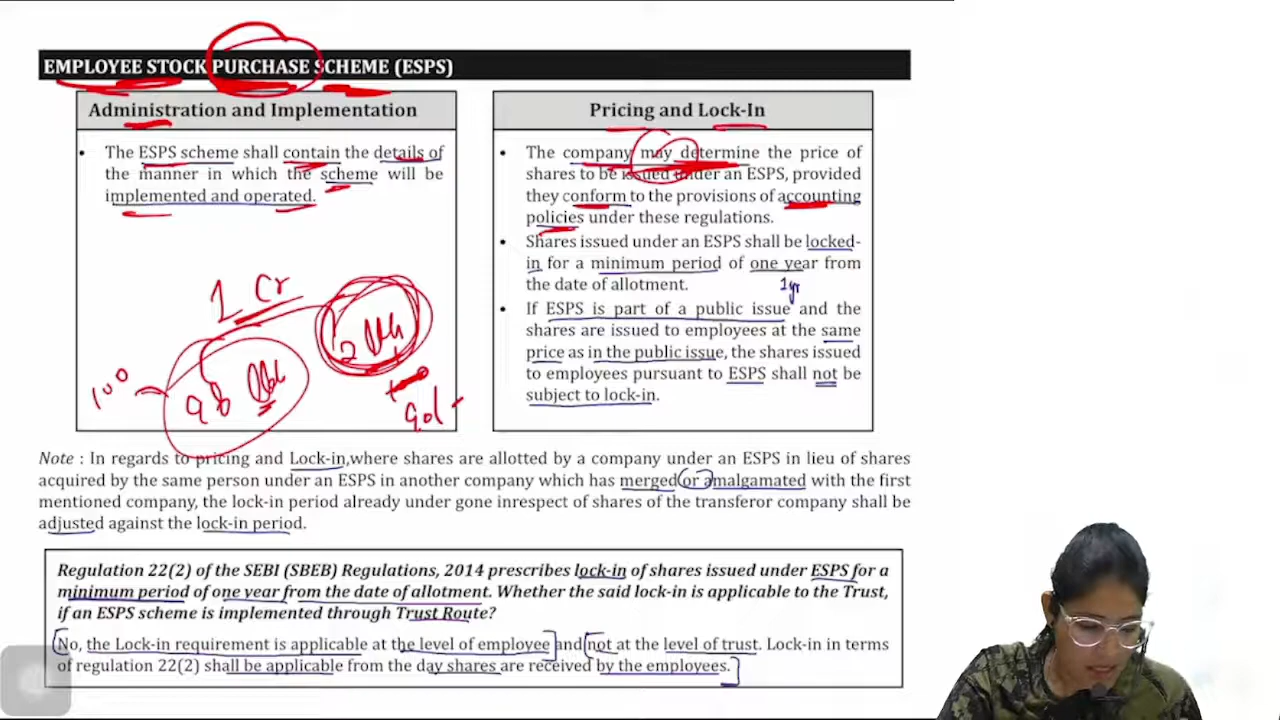 EMPLOYEE STOCK PURCHASE SCHEME (ESPS)
Administration and Implementation
• The ESPS scheme shall contain the details of
the manner in which the scheme will be
implemented and operated.
1 Cr
2
98
100
Pricing and Lock-In
• The company may determine the price of
shares to be issued under an ESPS, provided
they conform to the provisions of accounting
policies under these regulations.
• Shares issued under an ESPS shall be locked-
in for a minimum period of one year from
the date of allotment.
1yr
• If ESPS is part of a public issue and the
shares are issued to employees at the same
price as in the public issue, the shares issued
to employees pursuant to ESPS shall not be
subject to lock-in.
Note : In regards to pricing and Lock-in,where shares are allotted by a company under an ESPS in lieu of shares
acquired by the same person under an ESPS in another company which has merged or amalgamated with the first
mentioned company, the lock-in period already under gone inrespect of shares of the transferor company shall be
adjusted against the lock-in period.
Regulation 22(2) of the SEBI (SBEB) Regulations, 2014 prescribes lock-in of shares issued under ESPS for a
minimum period of one year from the date of allotment. Whether the said lock-in is applicable to the Trust,
if an ESPS scheme is implemented through Trust Route?
No, the Lock-in requirement is applicable at the level of employee and not at the level of trust. Lock-in in terms
of regulation 22(2) shall be applicable from the day shares are received by the employees.